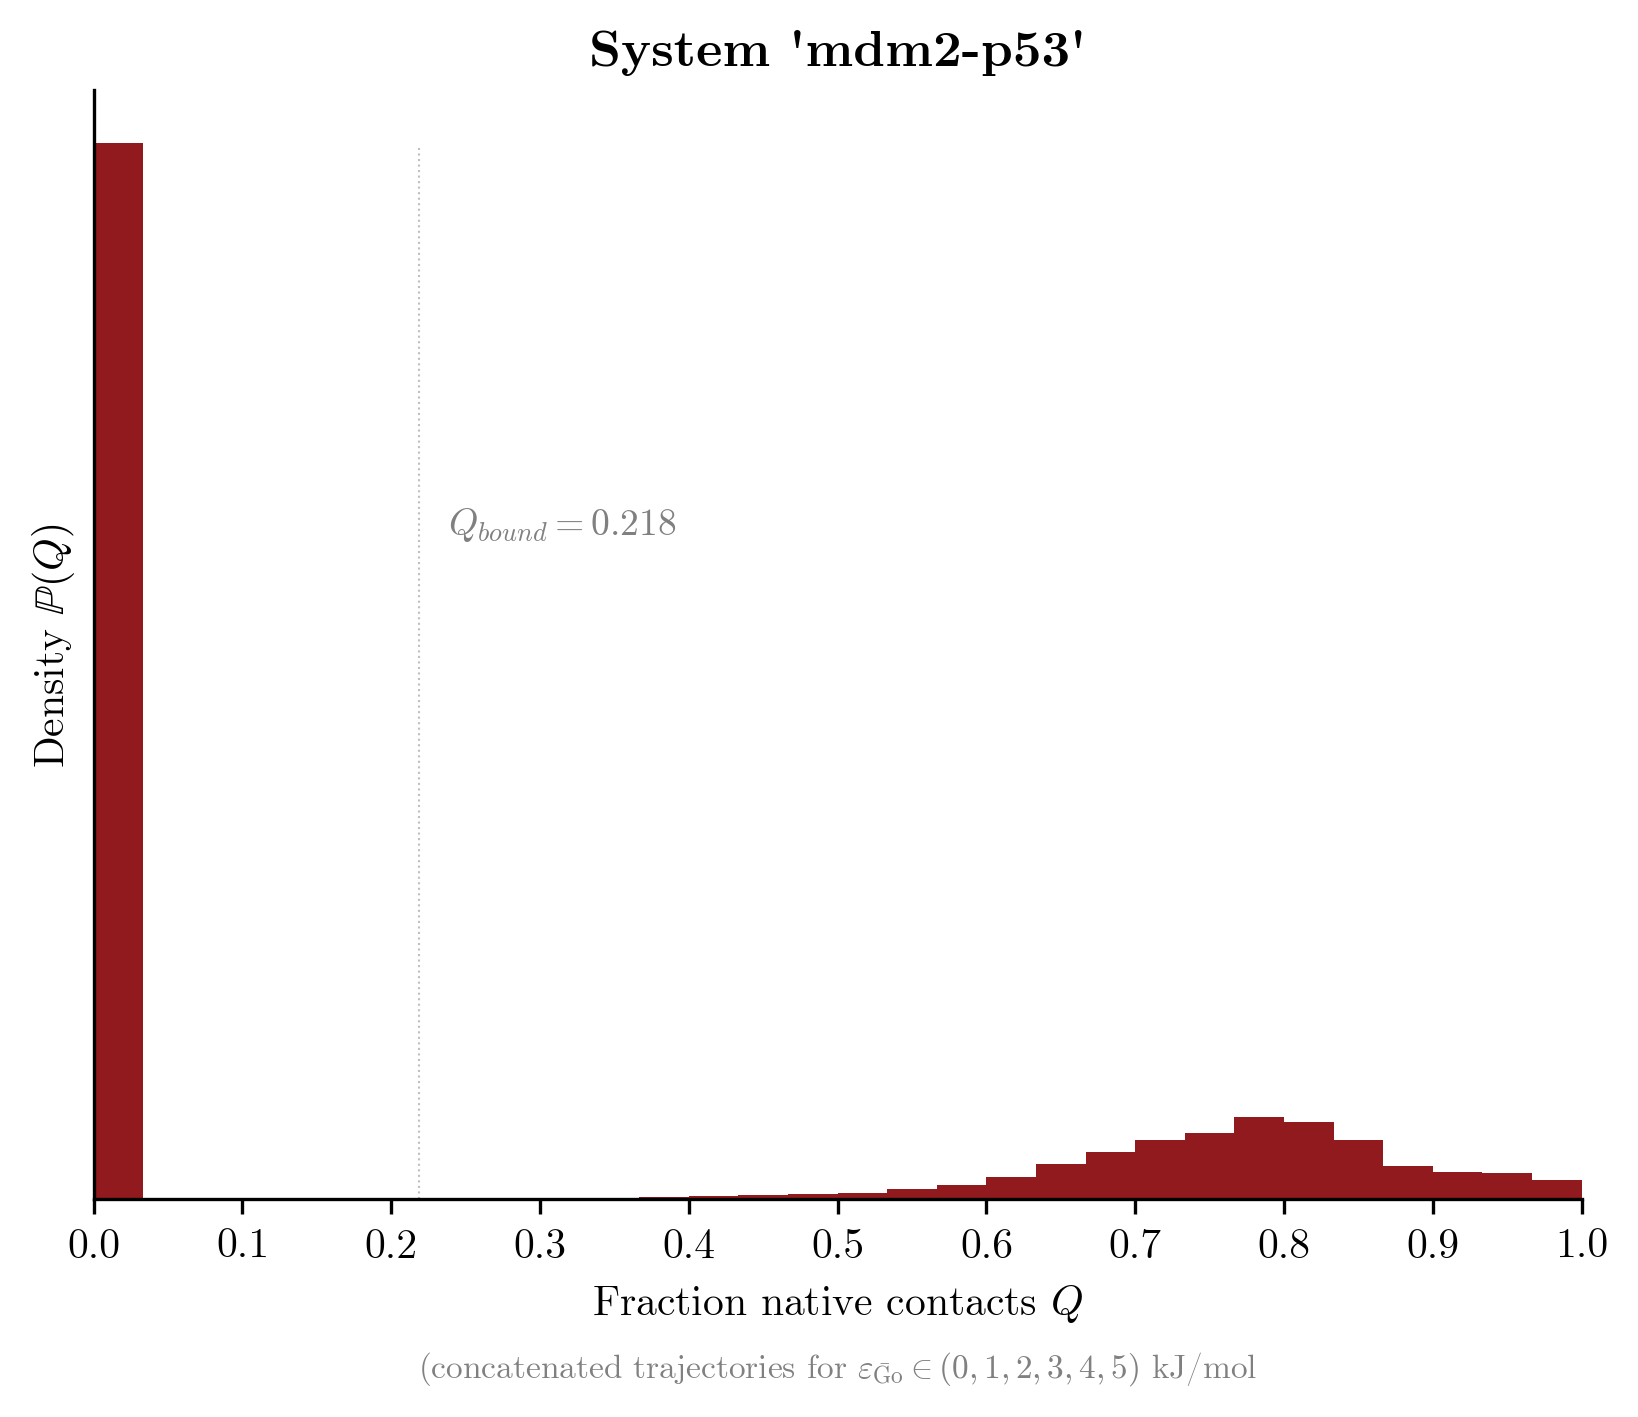 System 'mdm2-p53'
Density ℙ(Q)
Q_bound = 0.218
0.0 0.1 0.2 0.3 0.4 0.5 0.6 0.7 0.8 0.9 1.0
Fraction native contacts Q
(concatenated trajectories for ε_Ḡo ∈ (0, 1, 2, 3, 4, 5) kJ/mol